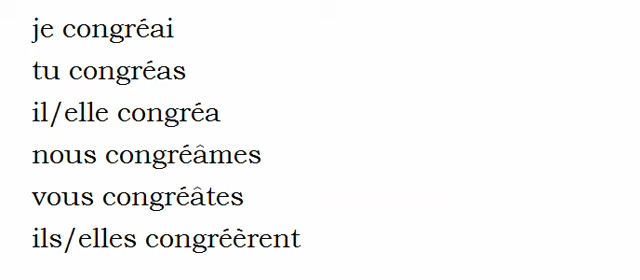 je congréai
tu congréas
il/elle congréa
nous congréâmes
vous congréâtes
ils/elles congréèrent